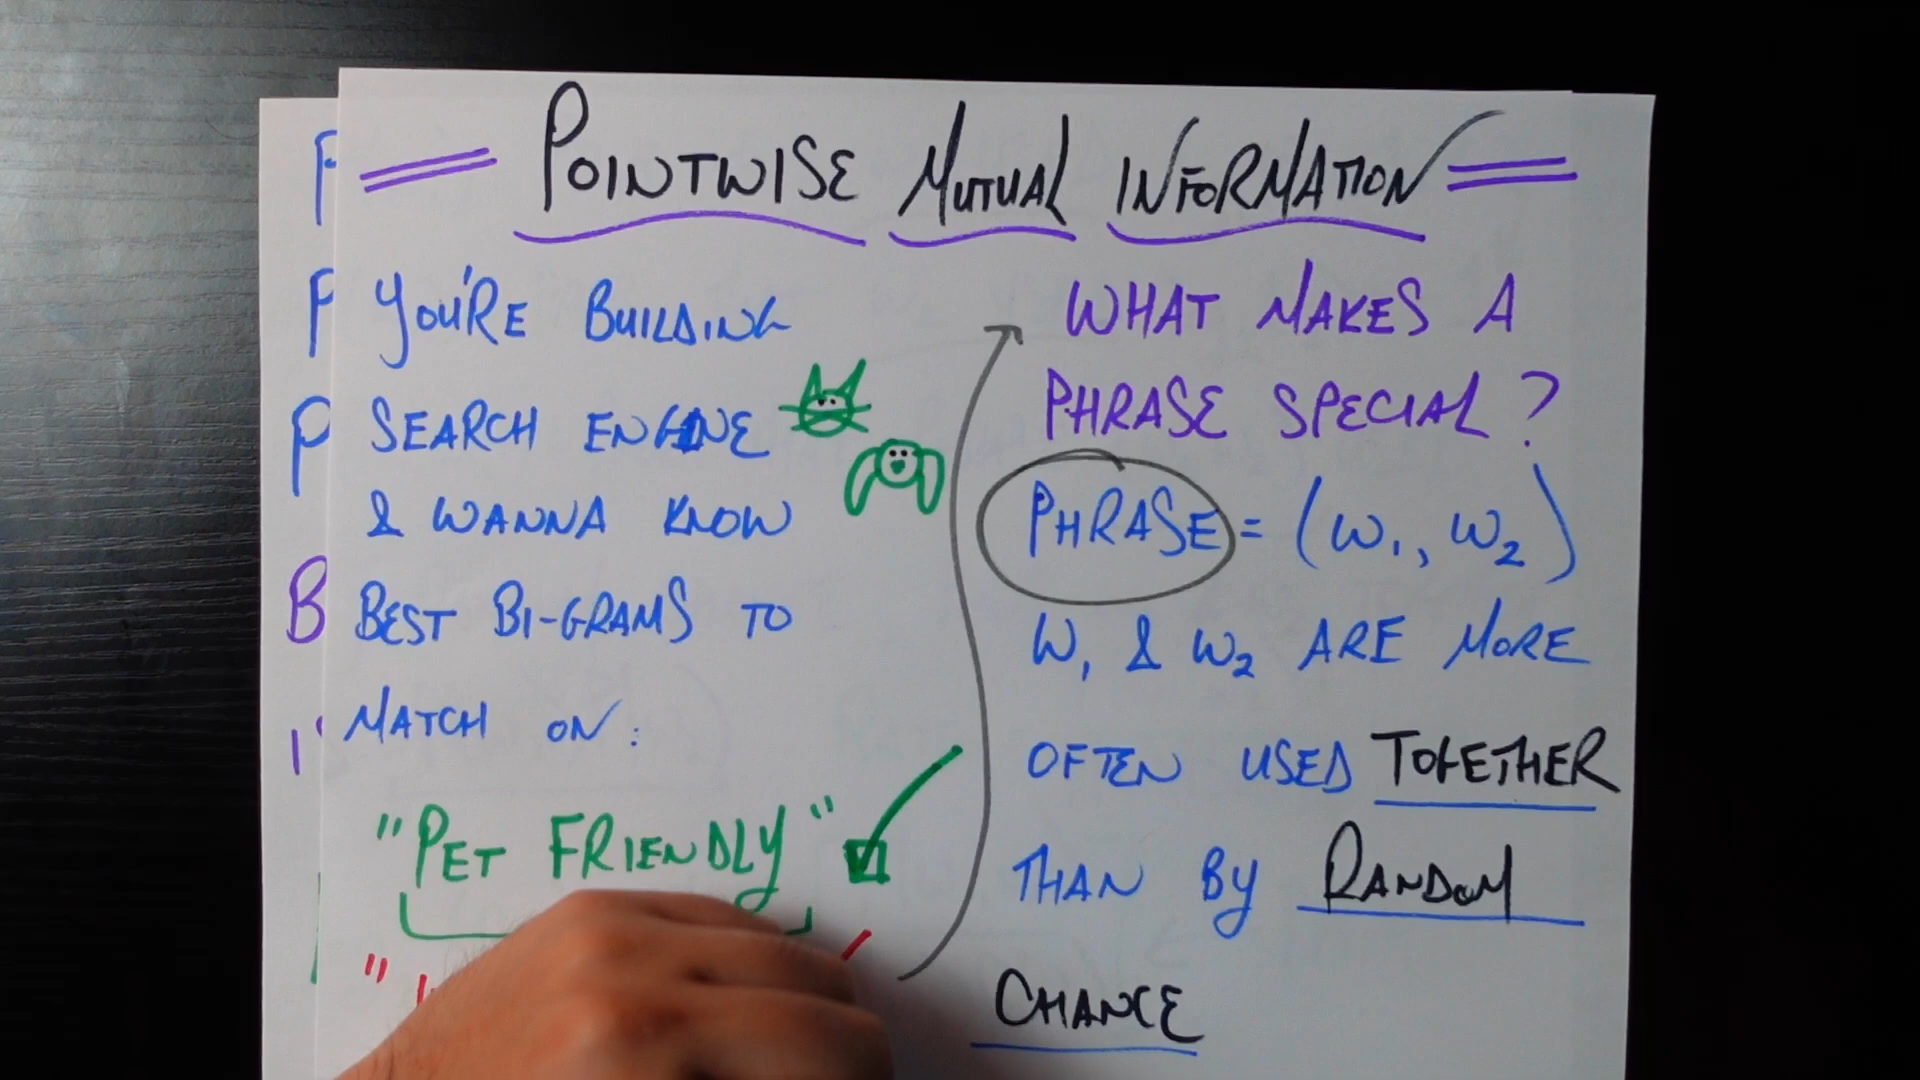 POINTWISE MUTUAL INFORMATION
YOU'RE BUILDING
SEARCH ENGINE
& WANNA KNOW
BEST BI-GRAMS TO
MATCH ON:
"PET FRIENDLY"
WHAT MAKES A
PHRASE SPECIAL?
PHRASE = (W1, W2)
W1 & W2 ARE MORE
OFTEN USED TOGETHER
THAN BY RANDOM
CHANCE